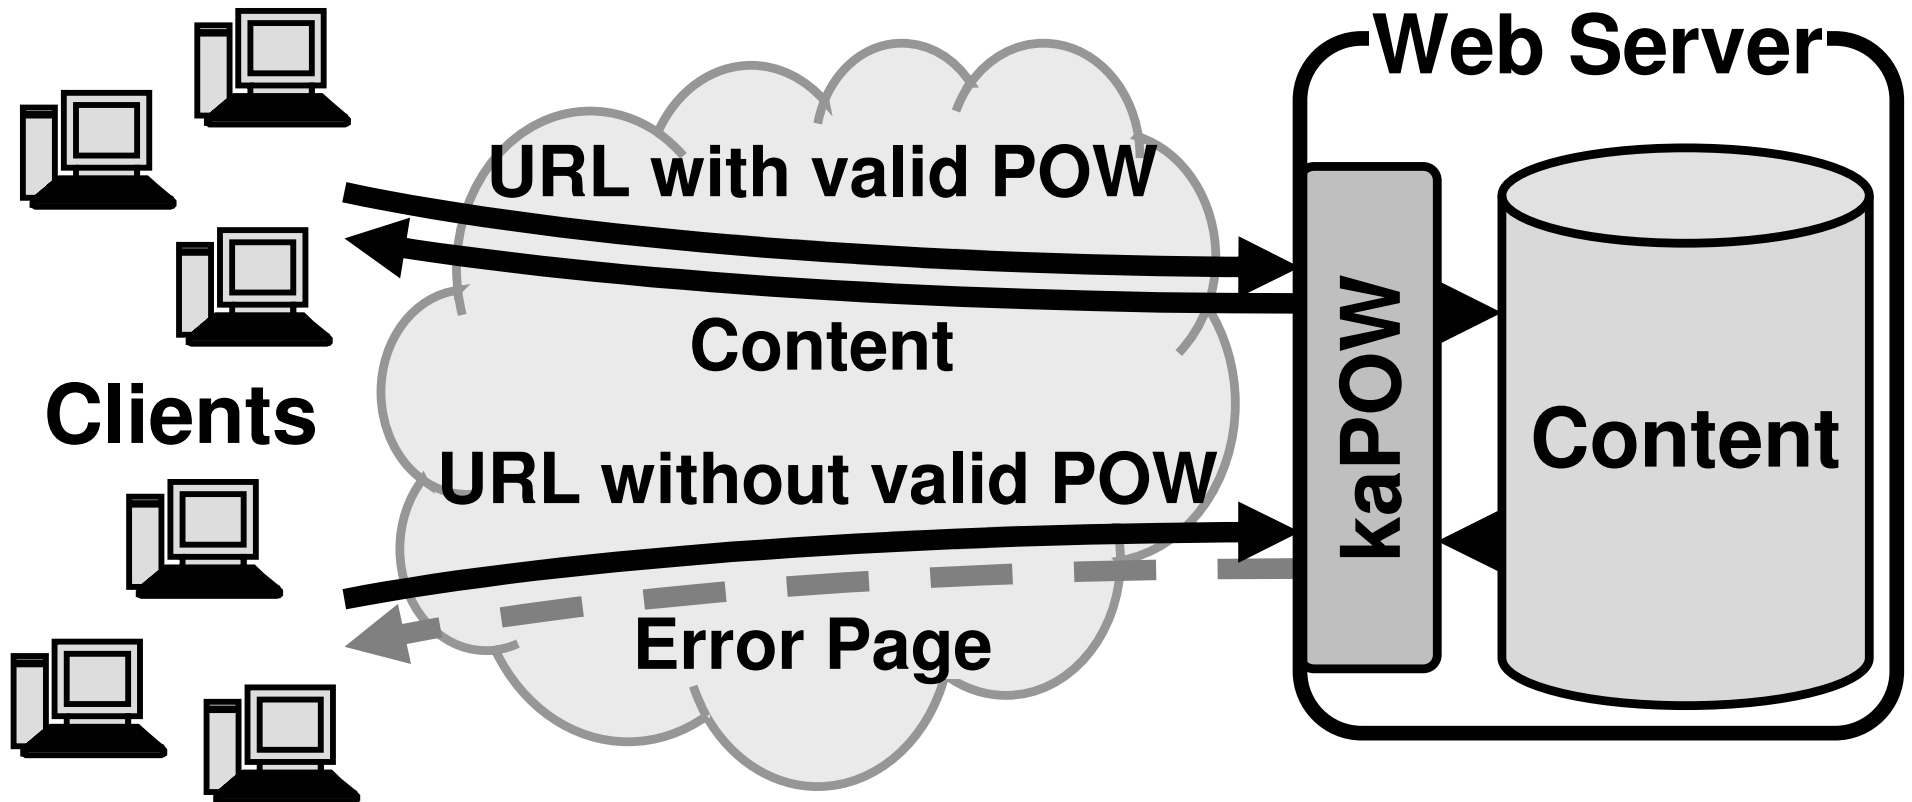 Web Server
URL with valid POW
Content
Clients
URL without valid POW
Error Page
kaPOW
Content